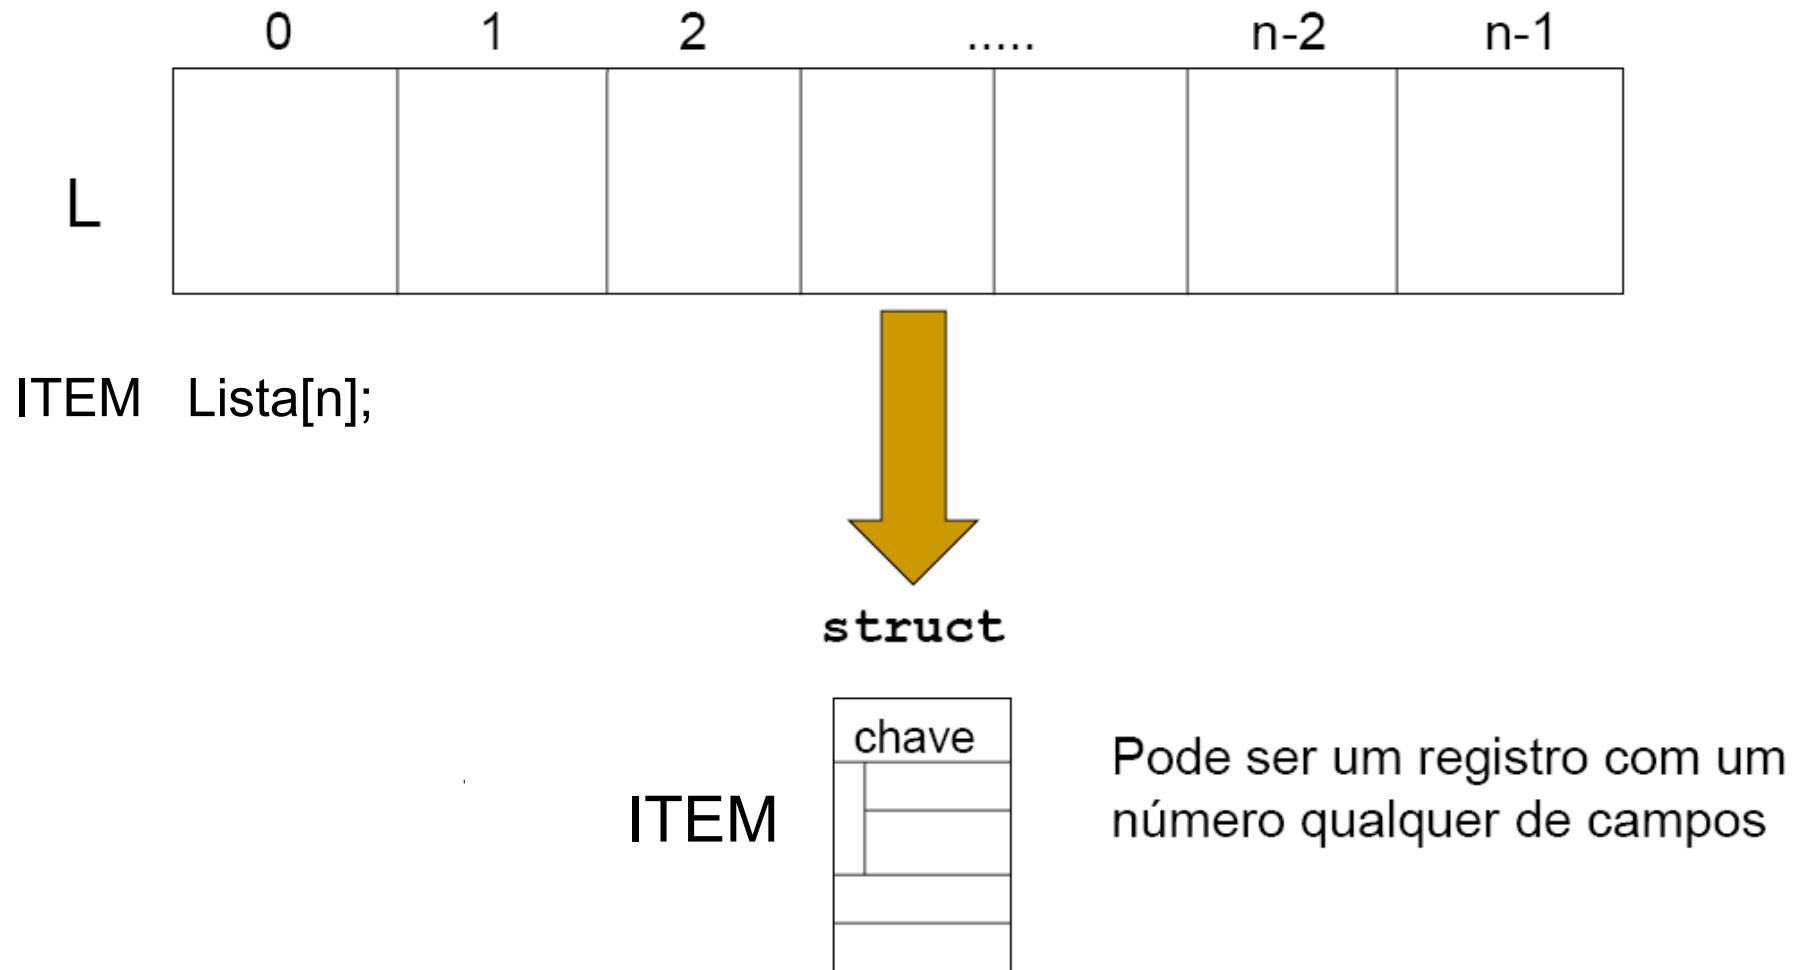 0 1 2 ..... n-2 n-1
L
ITEM Lista[n];
struct
chave
ITEM
Pode ser um registro com um
número qualquer de campos